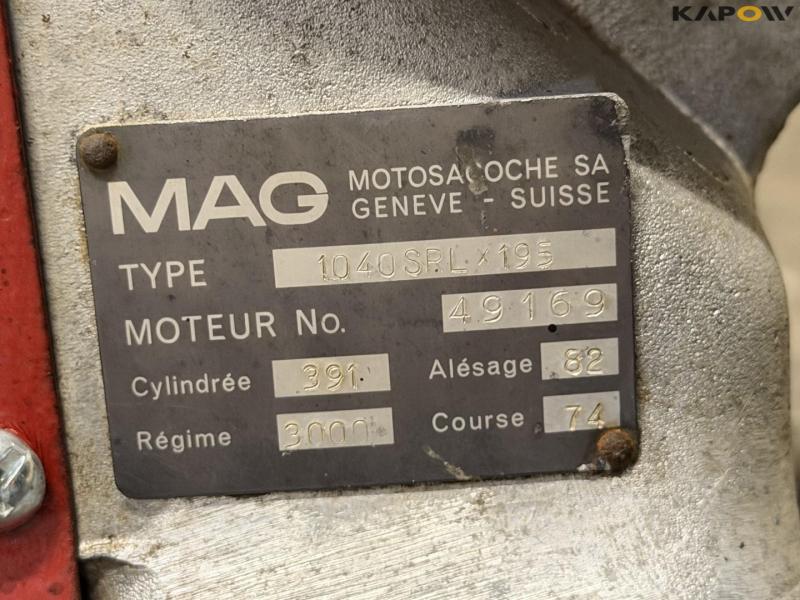 KAPOW
MAG
MOTOSACOCHE SA
GENEVE - SUISSE
TYPE 1040SRL x 195
MOTEUR No. 49169
Cylindrée 391
Alésage 82
Régime 3000
Course 74